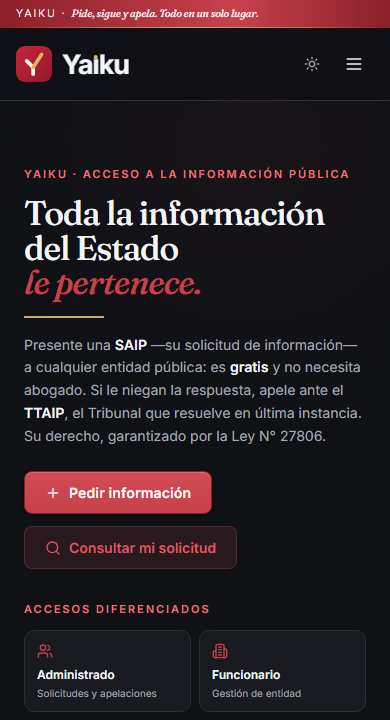 YAIKU · Pide, sigue y apela. Todo en un solo lugar.
Yaiku
YAIKU · ACCESO A LA INFORMACIÓN PÚBLICA
Toda la información
del Estado
le pertenece.
Presente una SAIP —su solicitud de información—
a cualquier entidad pública: es gratis y no necesita
abogado. Si le niegan la respuesta, apele ante el
TTAIP, el Tribunal que resuelve en última instancia.
Su derecho, garantizado por la Ley N° 27806.
Pedir información
Consultar mi solicitud
ACCESOS DIFERENCIADOS
Administrado
Solicitudes y apelaciones
Funcionario
Gestión de entidad